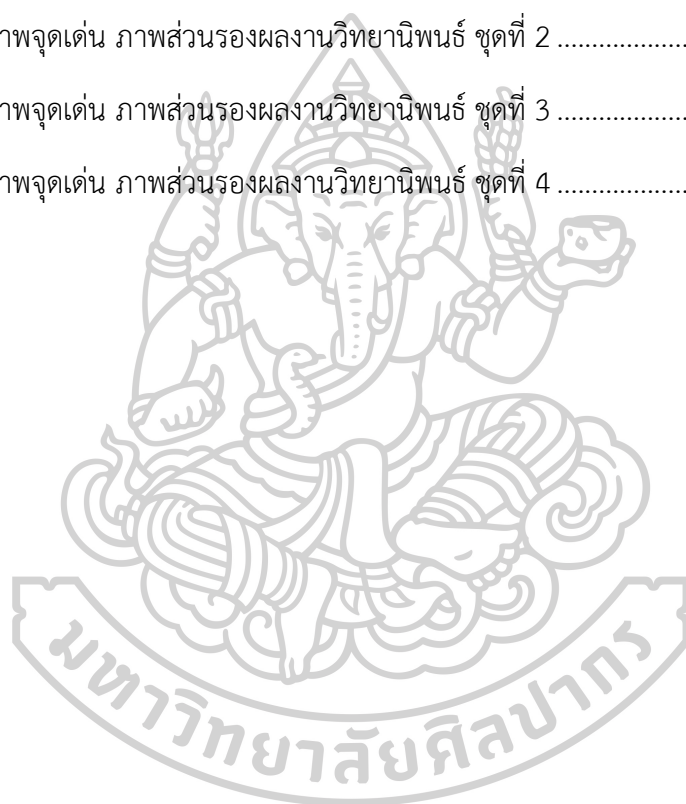 าพจุดเด่น ภาพส่วนรองผลงานวิทยานิพนธ์ ชุดที่ 2 ...................
าพจุดเด่น ภาพส่วนรองผลงานวิทยานิพนธ์ ชุดที่ 3 ...................
าพจุดเด่น ภาพส่วนรองผลงานวิทยานิพนธ์ ชุดที่ 4 ...................
มหาวิทยาลัยศิลปากร